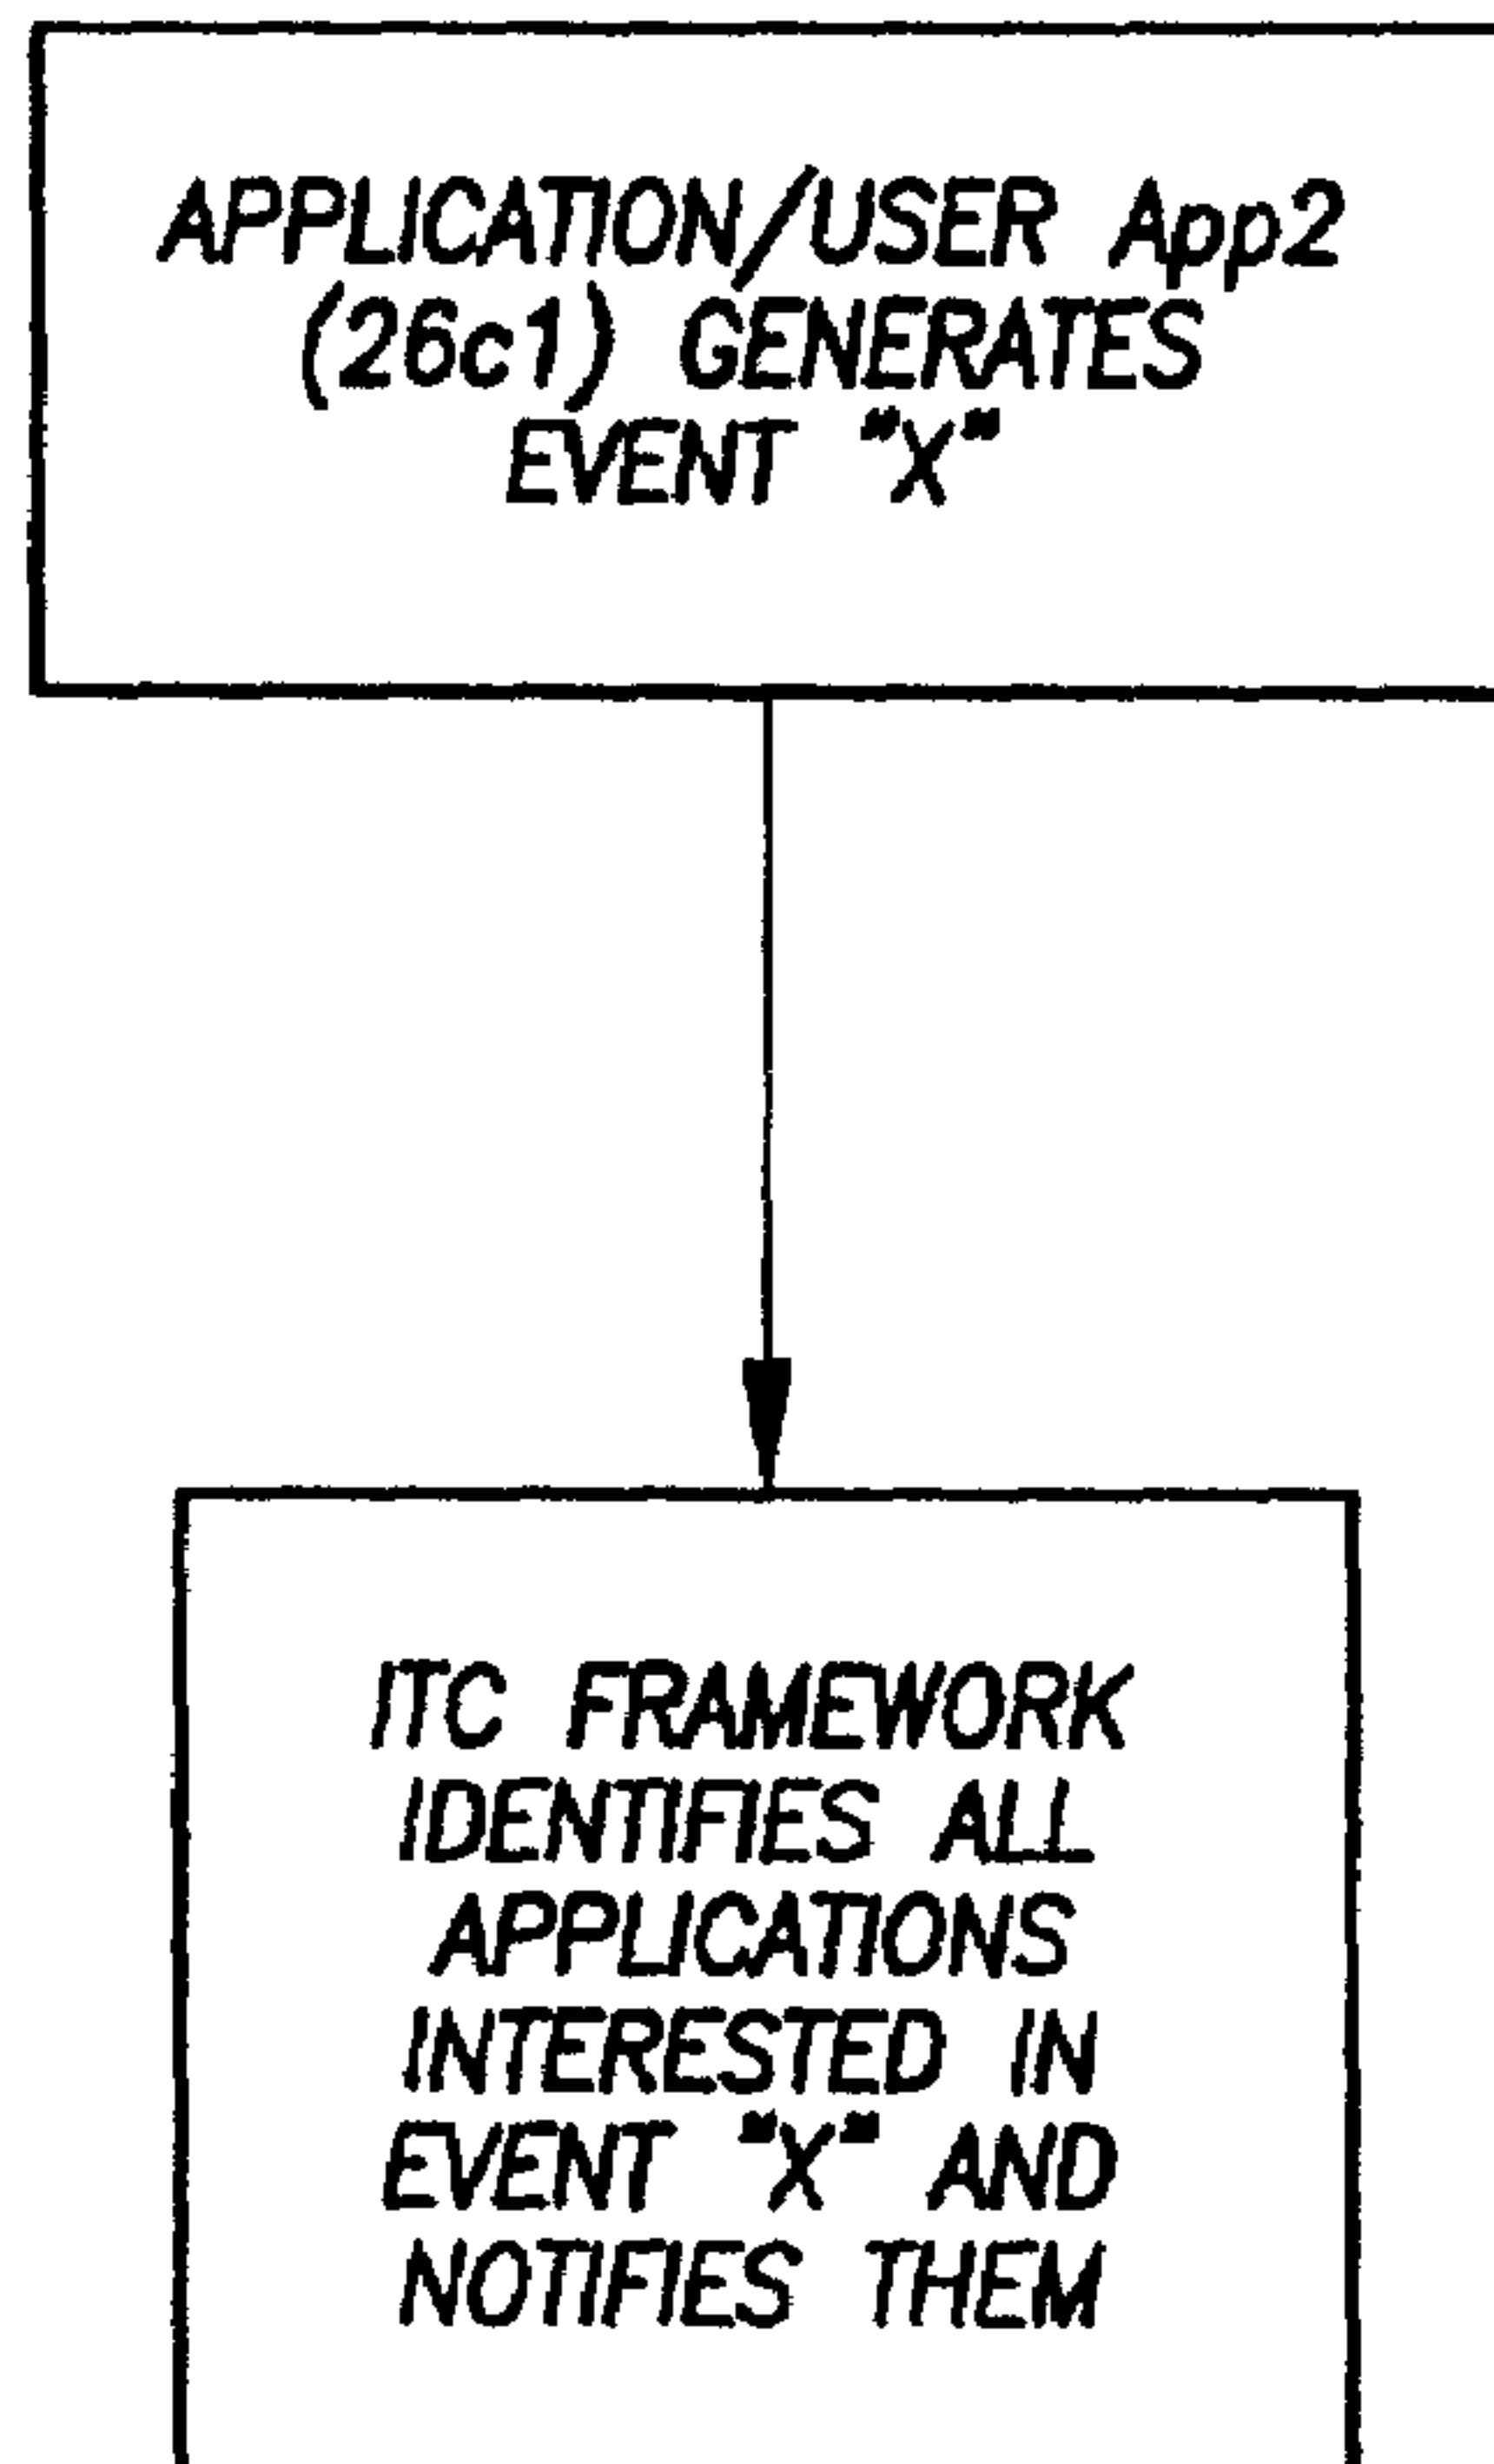 APPLICATION/USER App2
(26c1) GENERATES
EVENT "X"
ITC FRAMEWORK
IDENTIFIES ALL
APPLICATIONS
INTERESTED IN
EVENT "X" AND
NOTIFIES THEM